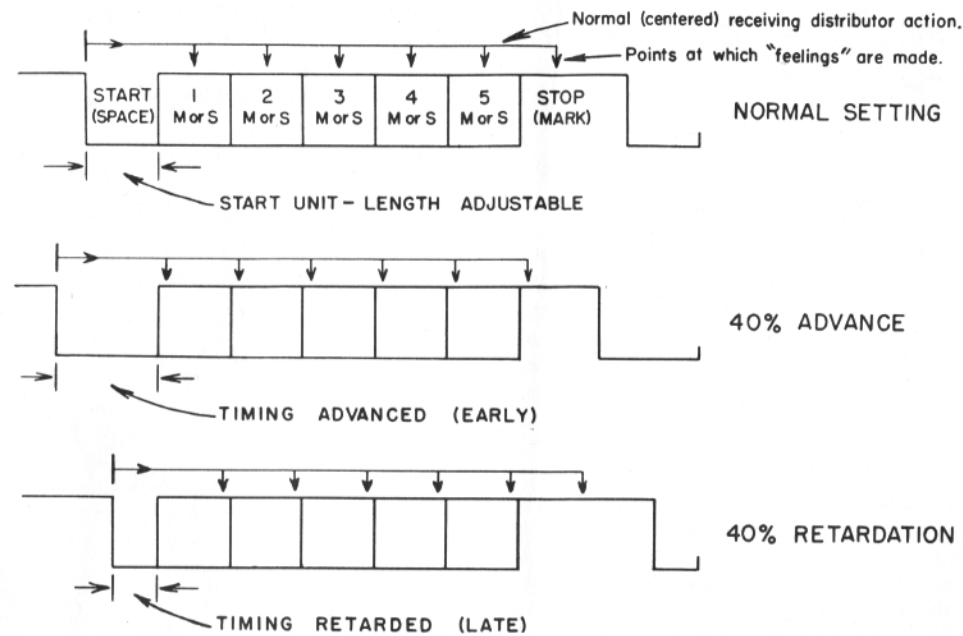 Normal (centered) receiving distributor action.
Points at which "feelings" are made.
START
(SPACE)
1
M or S
2
M or S
3
M or S
4
M or S
5
M or S
STOP
(MARK)
NORMAL SETTING
START UNIT-LENGTH ADJUSTABLE
40% ADVANCE
TIMING ADVANCED (EARLY)
40% RETARDATION
TIMING RETARDED (LATE)